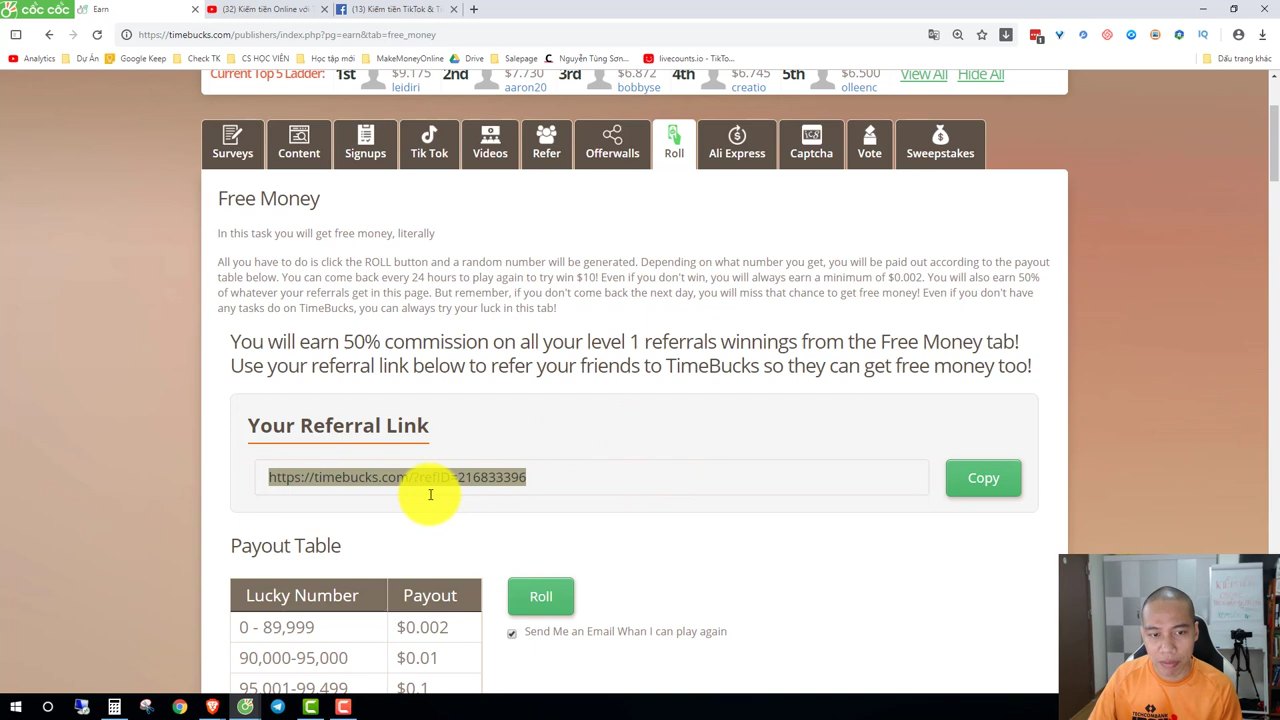 CỐC CỐC
Earn
(32) Kiếm tiền Online với T
(13) Kiếm tiền TikTok & T
https://timebucks.com/publishers/index.php?pg=earn&tab=free_money
Analytics
Dự Án
Google Keep
Check TK
CS HỌC VIÊN
Học tập mới
MakeMoneyOnline
Drive
Salepage
Nguyễn Tùng Sơn...
livecounts.io - TikTo...
Dấu trang khác
Current Top 5 Ladder:
1st
$9.175
leidiri
2nd
$7.730
aaron20
3rd
$6.872
bobbyse
4th
$6.745
creatio
5th
$6.500
olleenc
View All
Hide All
Surveys
Content
Signups
Tik Tok
Videos
Refer
Offerwalls
Roll
Ali Express
Captcha
Vote
Sweepstakes
Free Money
In this task you will get free money, literally
All you have to do is click the ROLL button and a random number will be generated. Depending on what number you get, you will be paid out according to the payout
table below. You can come back every 24 hours to play again to try win $10! Even if you don't win, you will always earn a minimum of $0.002. You will also earn 50%
of whatever your referrals get in this page. But remember, if you don't come back the next day, you will miss that chance to get free money! Even if you don't have
any tasks do on TimeBucks, you can always try your luck in this tab!
You will earn 50% commission on all your level 1 referrals winnings from the Free Money tab!
Use your referral link below to refer your friends to TimeBucks so they can get free money too!
Your Referral Link
https://timebucks.com/?refID=216833396
Copy
Payout Table
Lucky Number
Payout
0 - 89,999
$0.002
90,000-95,000
$0.01
95,001-99,499
$0.1
Roll
Send Me an Email Whan I can play again
TECHCOMBANK